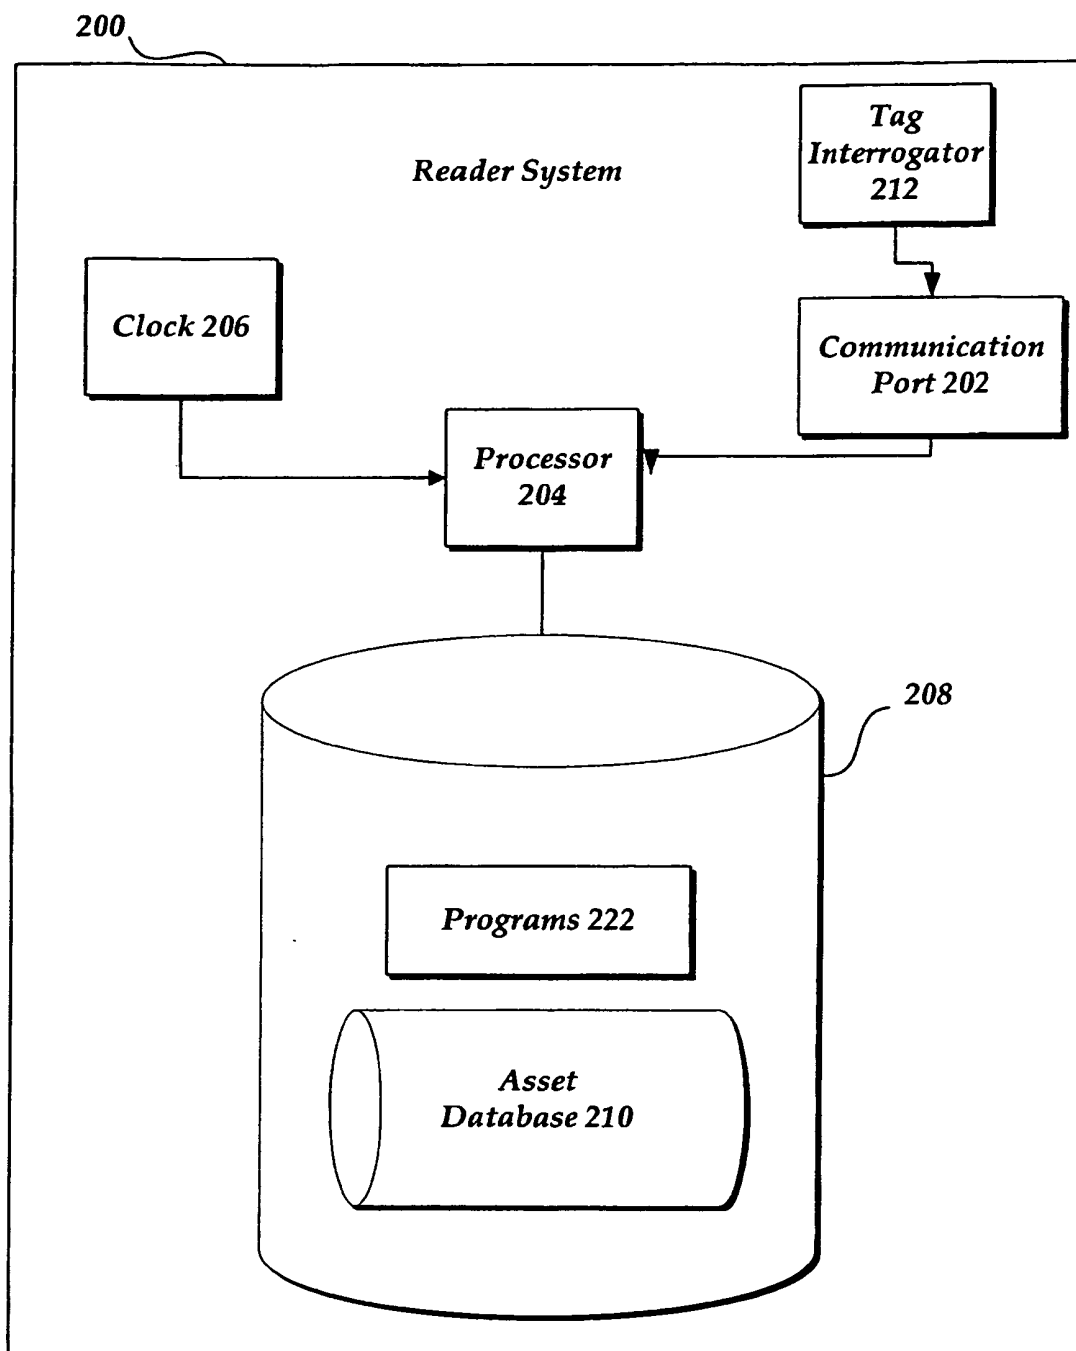 200
Tag
Interrogator
212
Reader System
Clock 206
Communication
Port 202
Processor
204
208
Programs 222
Asset
Database 210